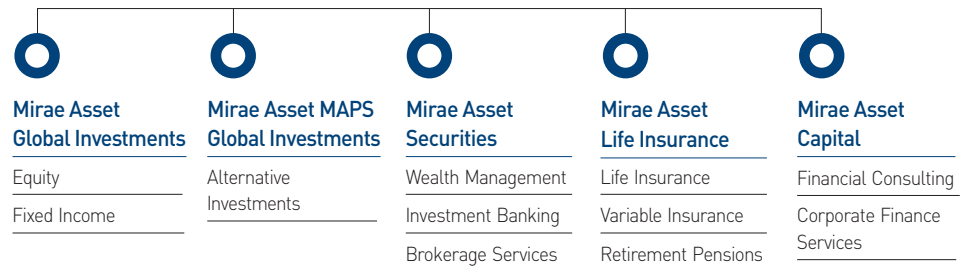 Mirae Asset
Global Investments
Equity
Fixed Income
Mirae Asset MAPS
Global Investments
Alternative
Investments
Mirae Asset
Securities
Wealth Management
Investment Banking
Brokerage Services
Mirae Asset
Life Insurance
Life Insurance
Variable Insurance
Retirement Pensions
Mirae Asset
Capital
Financial Consulting
Corporate Finance
Services